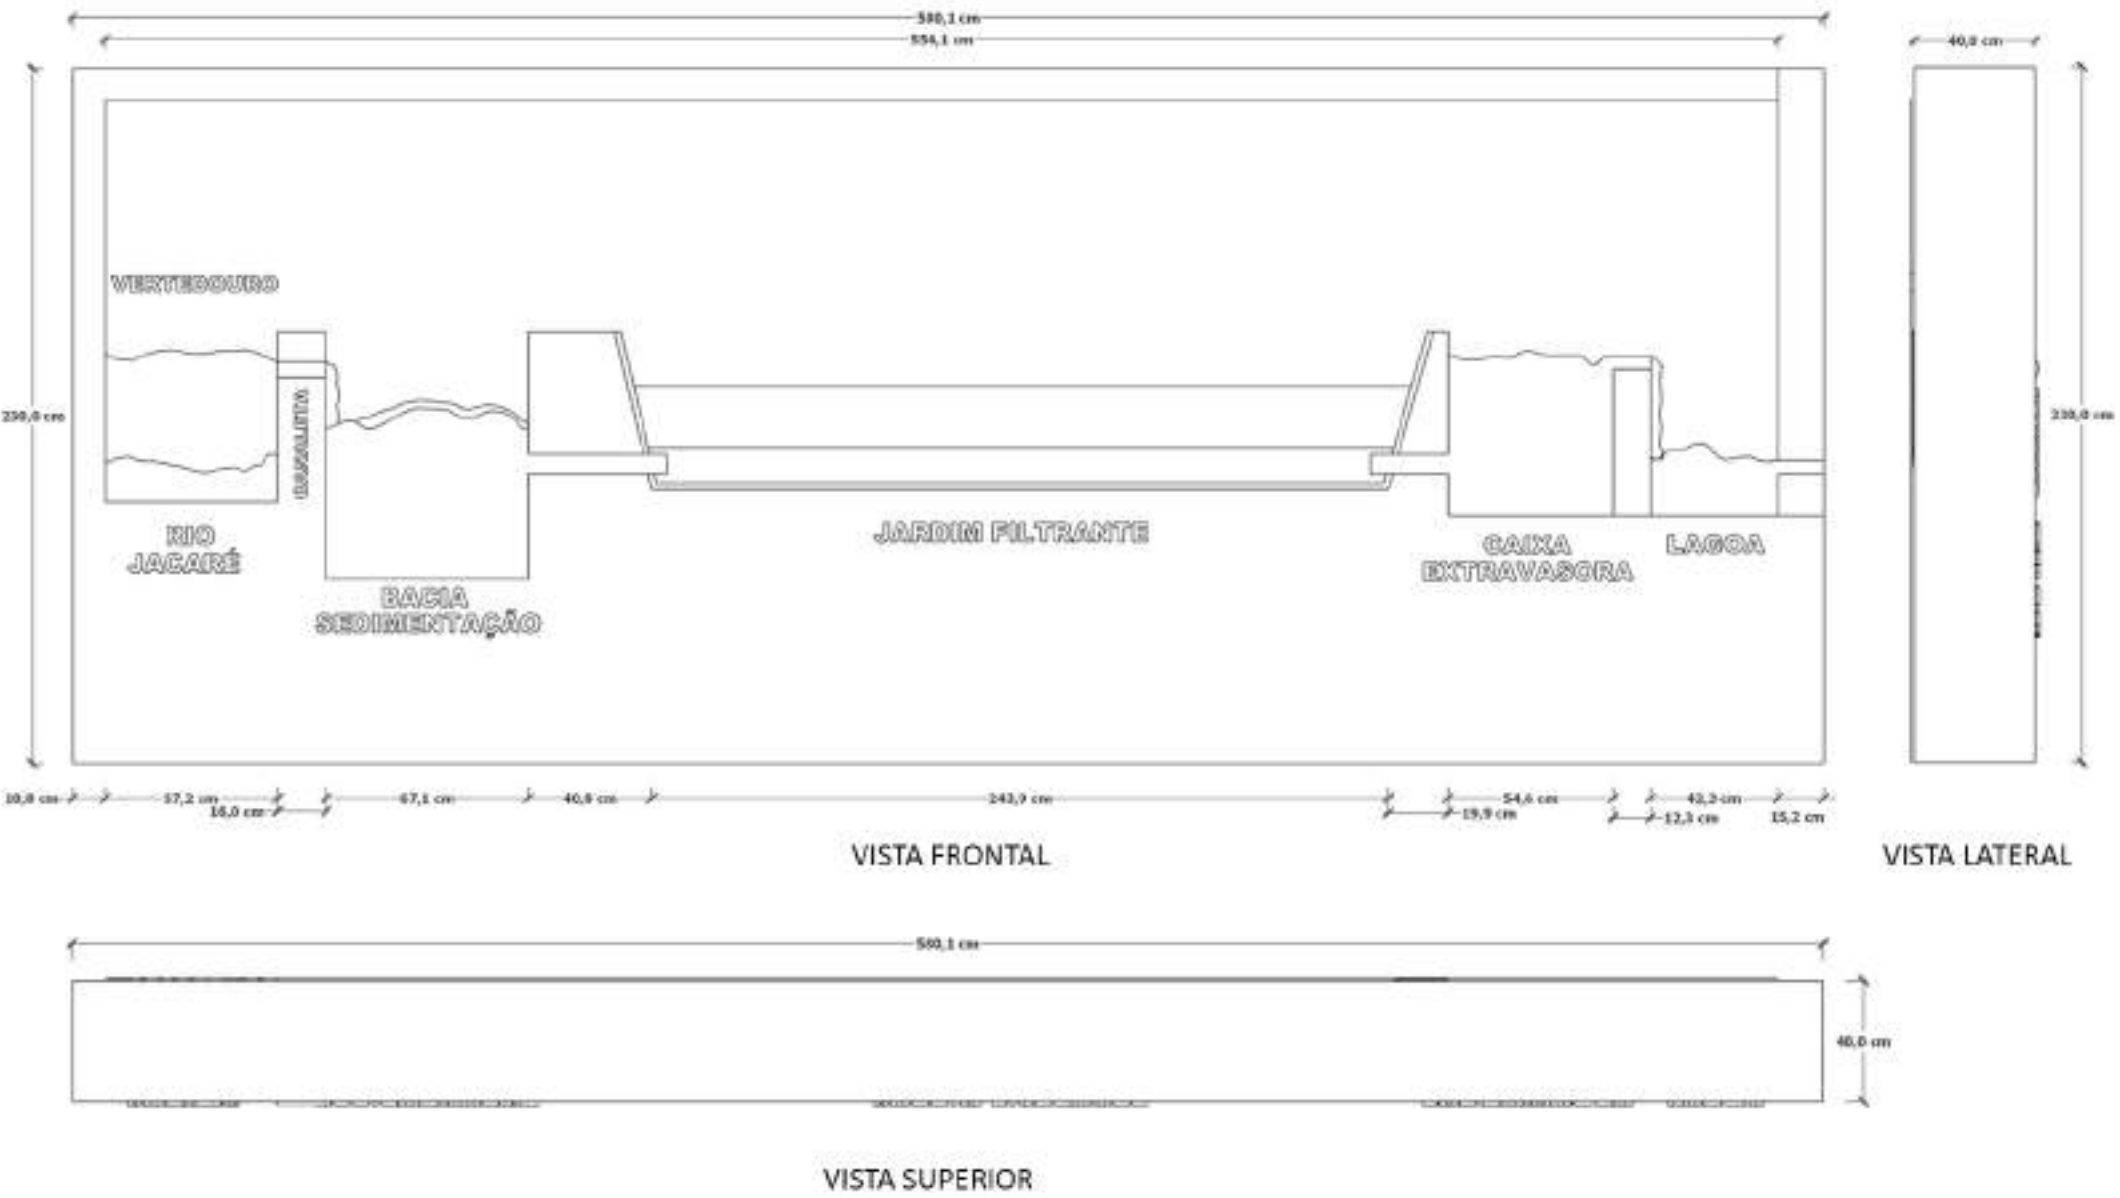 580,1 cm
554,1 cm
40,0 cm
VERTEDOURO
CANALETA
230,0 cm
230,0 cm
RIO
JACARÉ
BACIA
SEDIMENTAÇÃO
JARDIM FILTRANTE
CAIXA
EXTRAVASORA
LAGOA
10,8 cm
57,2 cm
16,0 cm
67,1 cm
40,8 cm
243,9 cm
19,9 cm
54,6 cm
12,3 cm
42,2 cm
15,2 cm
VISTA FRONTAL
VISTA LATERAL
580,1 cm
40,0 cm
VISTA SUPERIOR